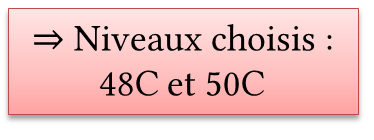 ⇒ Niveaux choisis :
48C et 50C